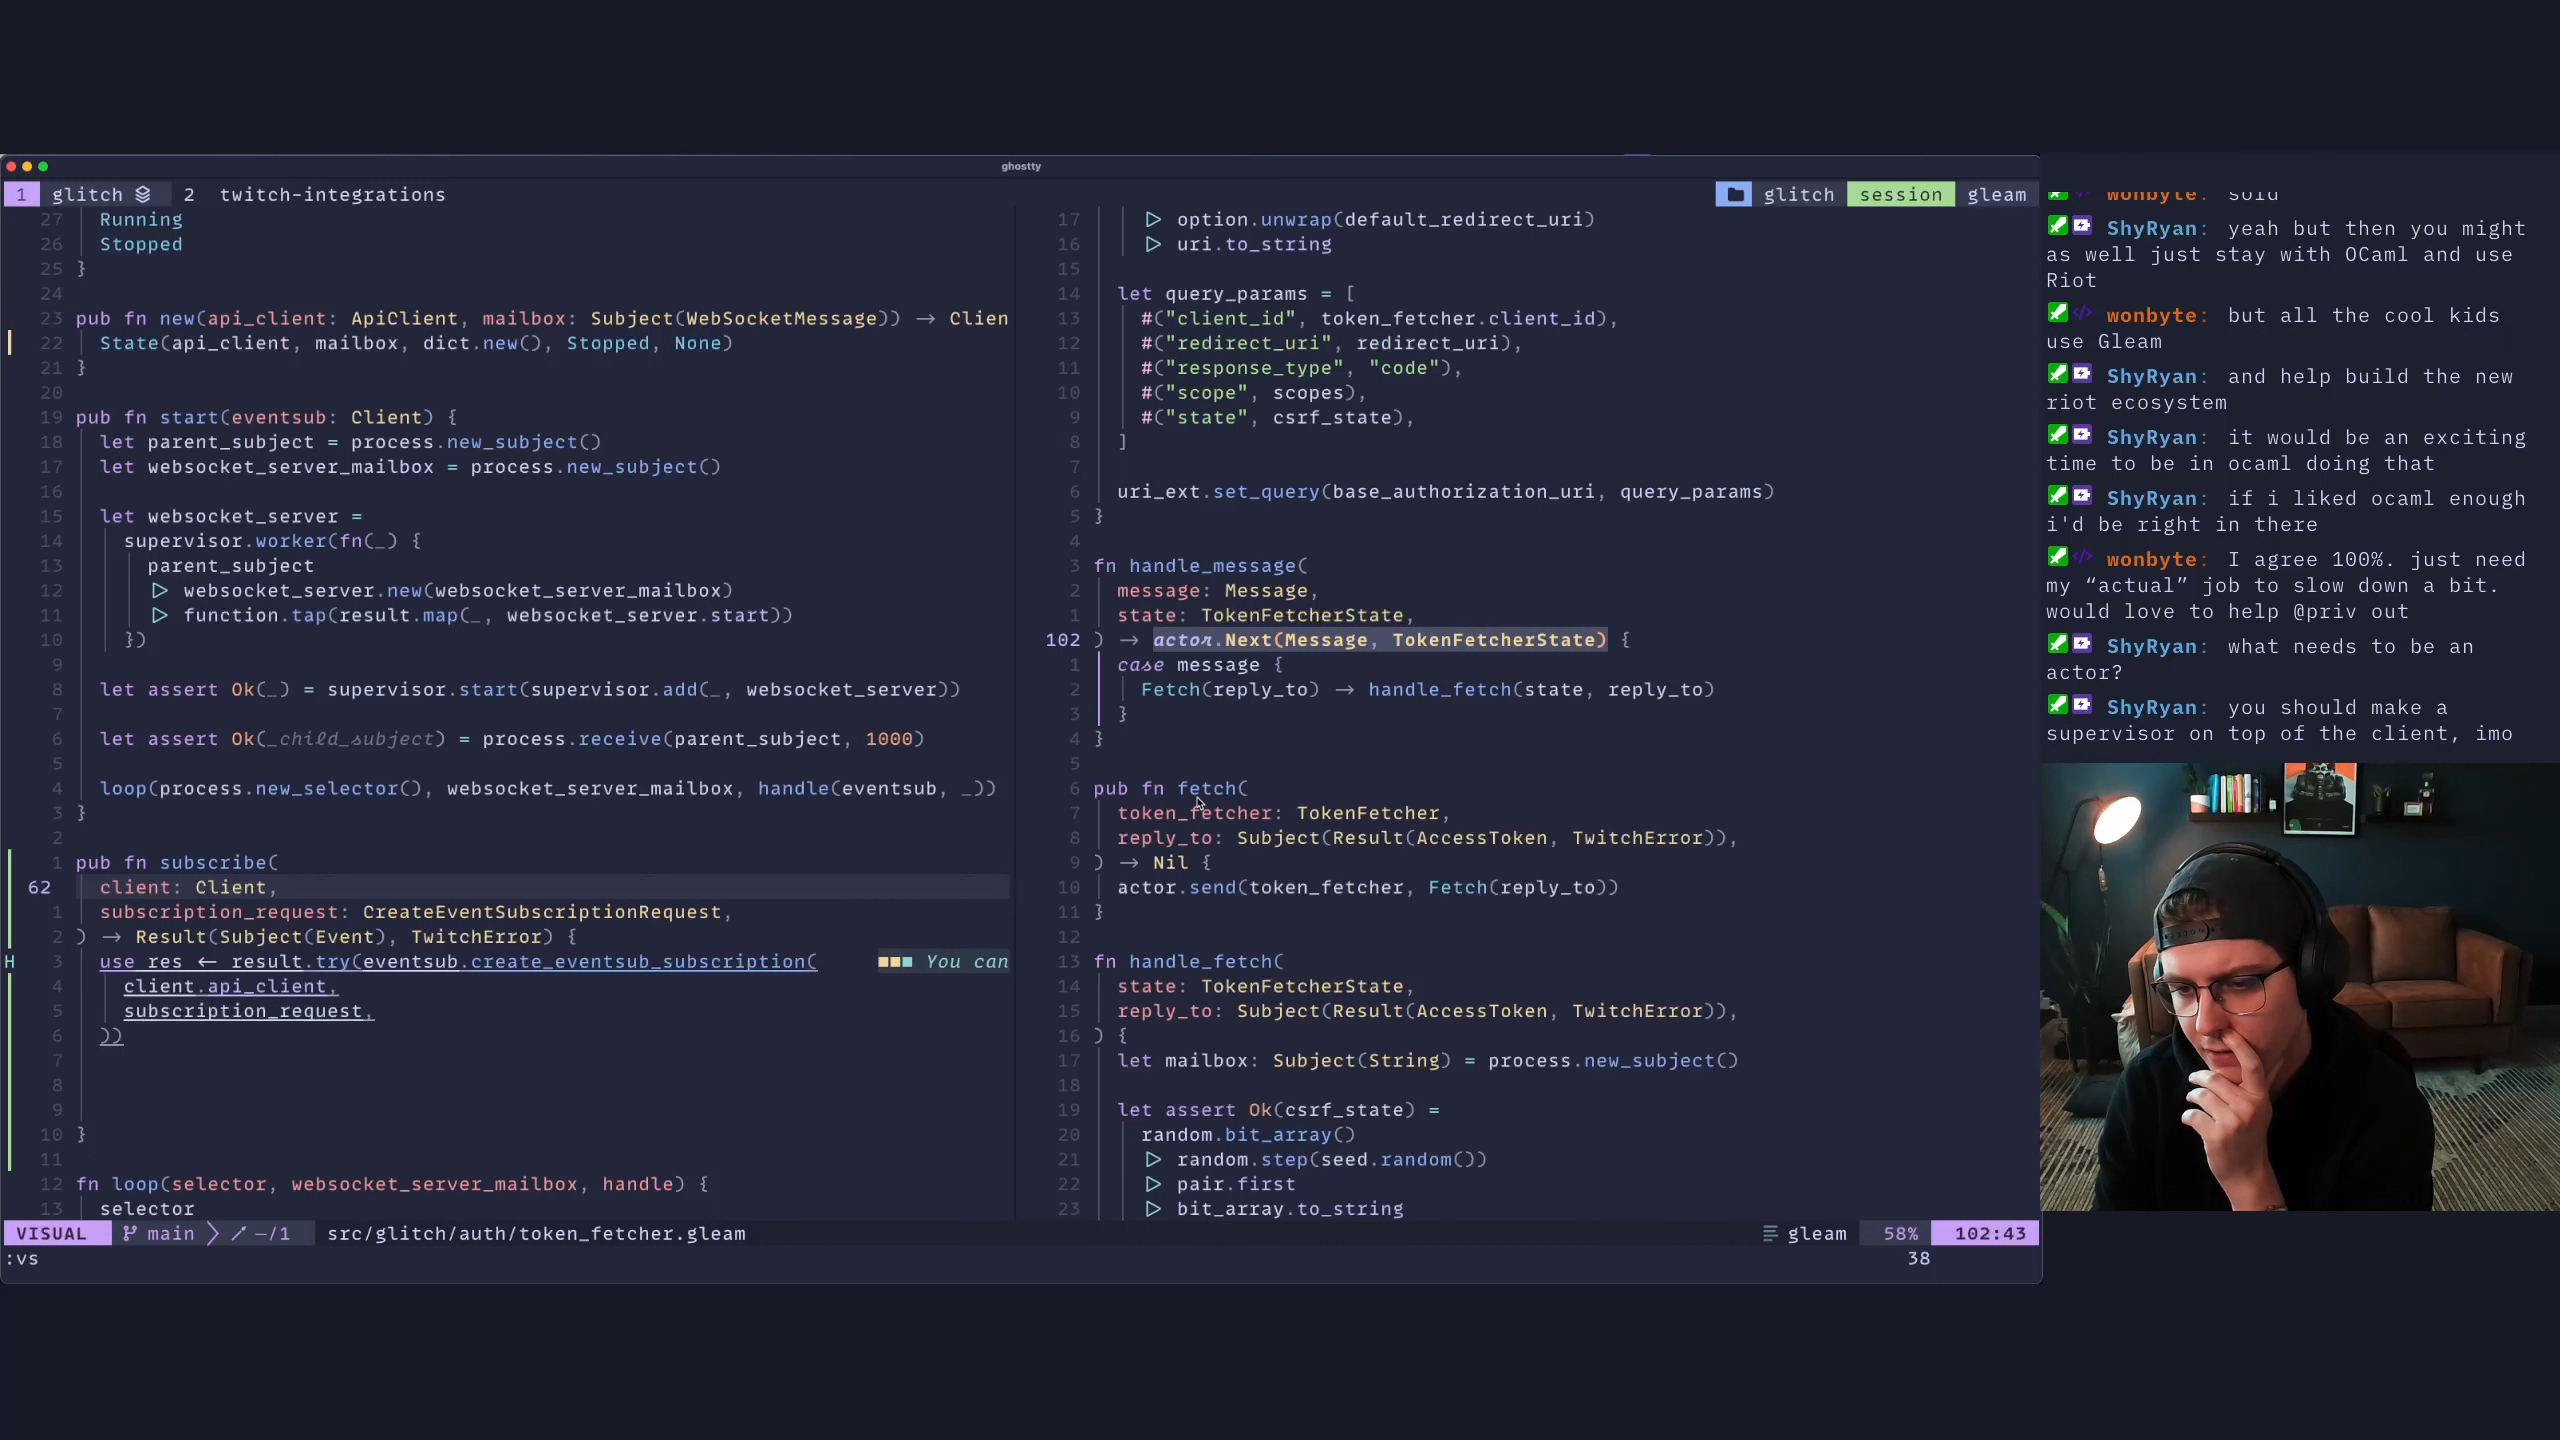 ghostty
1 glitch 2 twitch-integrations
glitch session gleam
27 Running
26 Stopped
25 }
24
23 pub fn new(api_client: ApiClient, mailbox: Subject(WebSocketMessage)) → Clien
22 State(api_client, mailbox, dict.new(), Stopped, None)
21 }
20
19 pub fn start(eventsub: Client) {
18 let parent_subject = process.new_subject()
17 let websocket_server_mailbox = process.new_subject()
16
15 let websocket_server =
14 supervisor.worker(fn(_) {
13 parent_subject
12 ▷ websocket_server.new(websocket_server_mailbox)
11 ▷ function.tap(result.map(_, websocket_server.start))
10 })
9
8 let assert Ok(_) = supervisor.start(supervisor.add(_, websocket_server))
7
6 let assert Ok(_child_subject) = process.receive(parent_subject, 1000)
5
4 loop(process.new_selector(), websocket_server_mailbox, handle(eventsub, _))
3 }
2
1 pub fn subscribe(
62 client: Client,
1 subscription_request: CreateEventSubscriptionRequest,
2 ) → Result(Subject(Event), TwitchError) {
H 3 use res ← result.try(eventsub.create_eventsub_subscription( You can
4 client.api_client,
5 subscription_request,
6 ))
7
8
9
10 }
11
12 fn loop(selector, websocket_server_mailbox, handle) {
13 selector
17 ▷ option.unwrap(default_redirect_uri)
16 ▷ uri.to_string
15
14 let query_params = [
13 #("client_id", token_fetcher.client_id),
12 #("redirect_uri", redirect_uri),
11 #("response_type", "code"),
10 #("scope", scopes),
9 #("state", csrf_state),
8 ]
7
6 uri_ext.set_query(base_authorization_uri, query_params)
5 }
4
3 fn handle_message(
2 message: Message,
1 state: TokenFetcherState,
102 ) → actor.Next(Message, TokenFetcherState) {
1 case message {
2 Fetch(reply_to) → handle_fetch(state, reply_to)
3 }
4 }
5
6 pub fn fetch(
7 token_fetcher: TokenFetcher,
8 reply_to: Subject(Result(AccessToken, TwitchError)),
9 ) → Nil {
10 actor.send(token_fetcher, Fetch(reply_to))
11 }
12
13 fn handle_fetch(
14 state: TokenFetcherState,
15 reply_to: Subject(Result(AccessToken, TwitchError)),
16 ) {
17 let mailbox: Subject(String) = process.new_subject()
18
19 let assert Ok(csrf_state) =
20 random.bit_array()
21 ▷ random.step(seed.random())
22 ▷ pair.first
23 ▷ bit_array.to_string
VISUAL main −/1 src/glitch/auth/token_fetcher.gleam gleam 58% 102:43
:vs 38
wonbyte: sold
ShyRyan: yeah but then you might
as well just stay with OCaml and use
Riot
wonbyte: but all the cool kids
use Gleam
ShyRyan: and help build the new
riot ecosystem
ShyRyan: it would be an exciting
time to be in ocaml doing that
ShyRyan: if i liked ocaml enough
i'd be right in there
wonbyte: I agree 100%. just need
my “actual” job to slow down a bit.
would love to help @priv out
ShyRyan: what needs to be an
actor?
ShyRyan: you should make a
supervisor on top of the client, imo